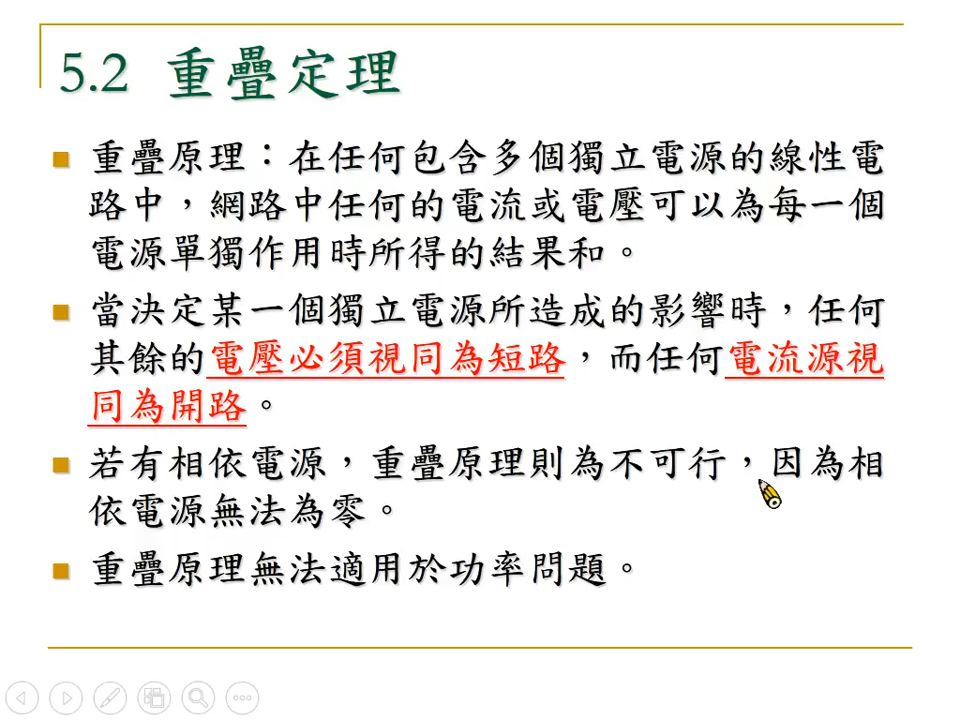 5.2 重疊定理
重疊原理：在任何包含多個獨立電源的線性電
路中，網路中任何的電流或電壓可以為每一個
電源單獨作用時所得的結果和。
當決定某一個獨立電源所造成的影響時，任何
其餘的電壓必須視同為短路，而任何電流源視
同為開路。
若有相依電源，重疊原理則為不可行，因為相
依電源無法為零。
重疊原理無法適用於功率問題。